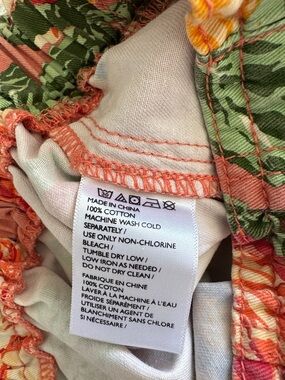 MADE IN CHINA
100% COTTON
MACHINE WASH COLD
SEPARATELY /
USE ONLY NON-CHLORINE
BLEACH /
TUMBLE DRY LOW /
LOW IRON AS NEEDED /
DO NOT DRY CLEAN /
FABRIQUE EN CHINE
100% COTON
LAVER À LA MACHINE À L'EAU
FROIDE SÉPARÉMENT /
UTILISER UN AGENT DE
BLANCHIMENT SANS CHLORE
SI NÉCESSAIRE /